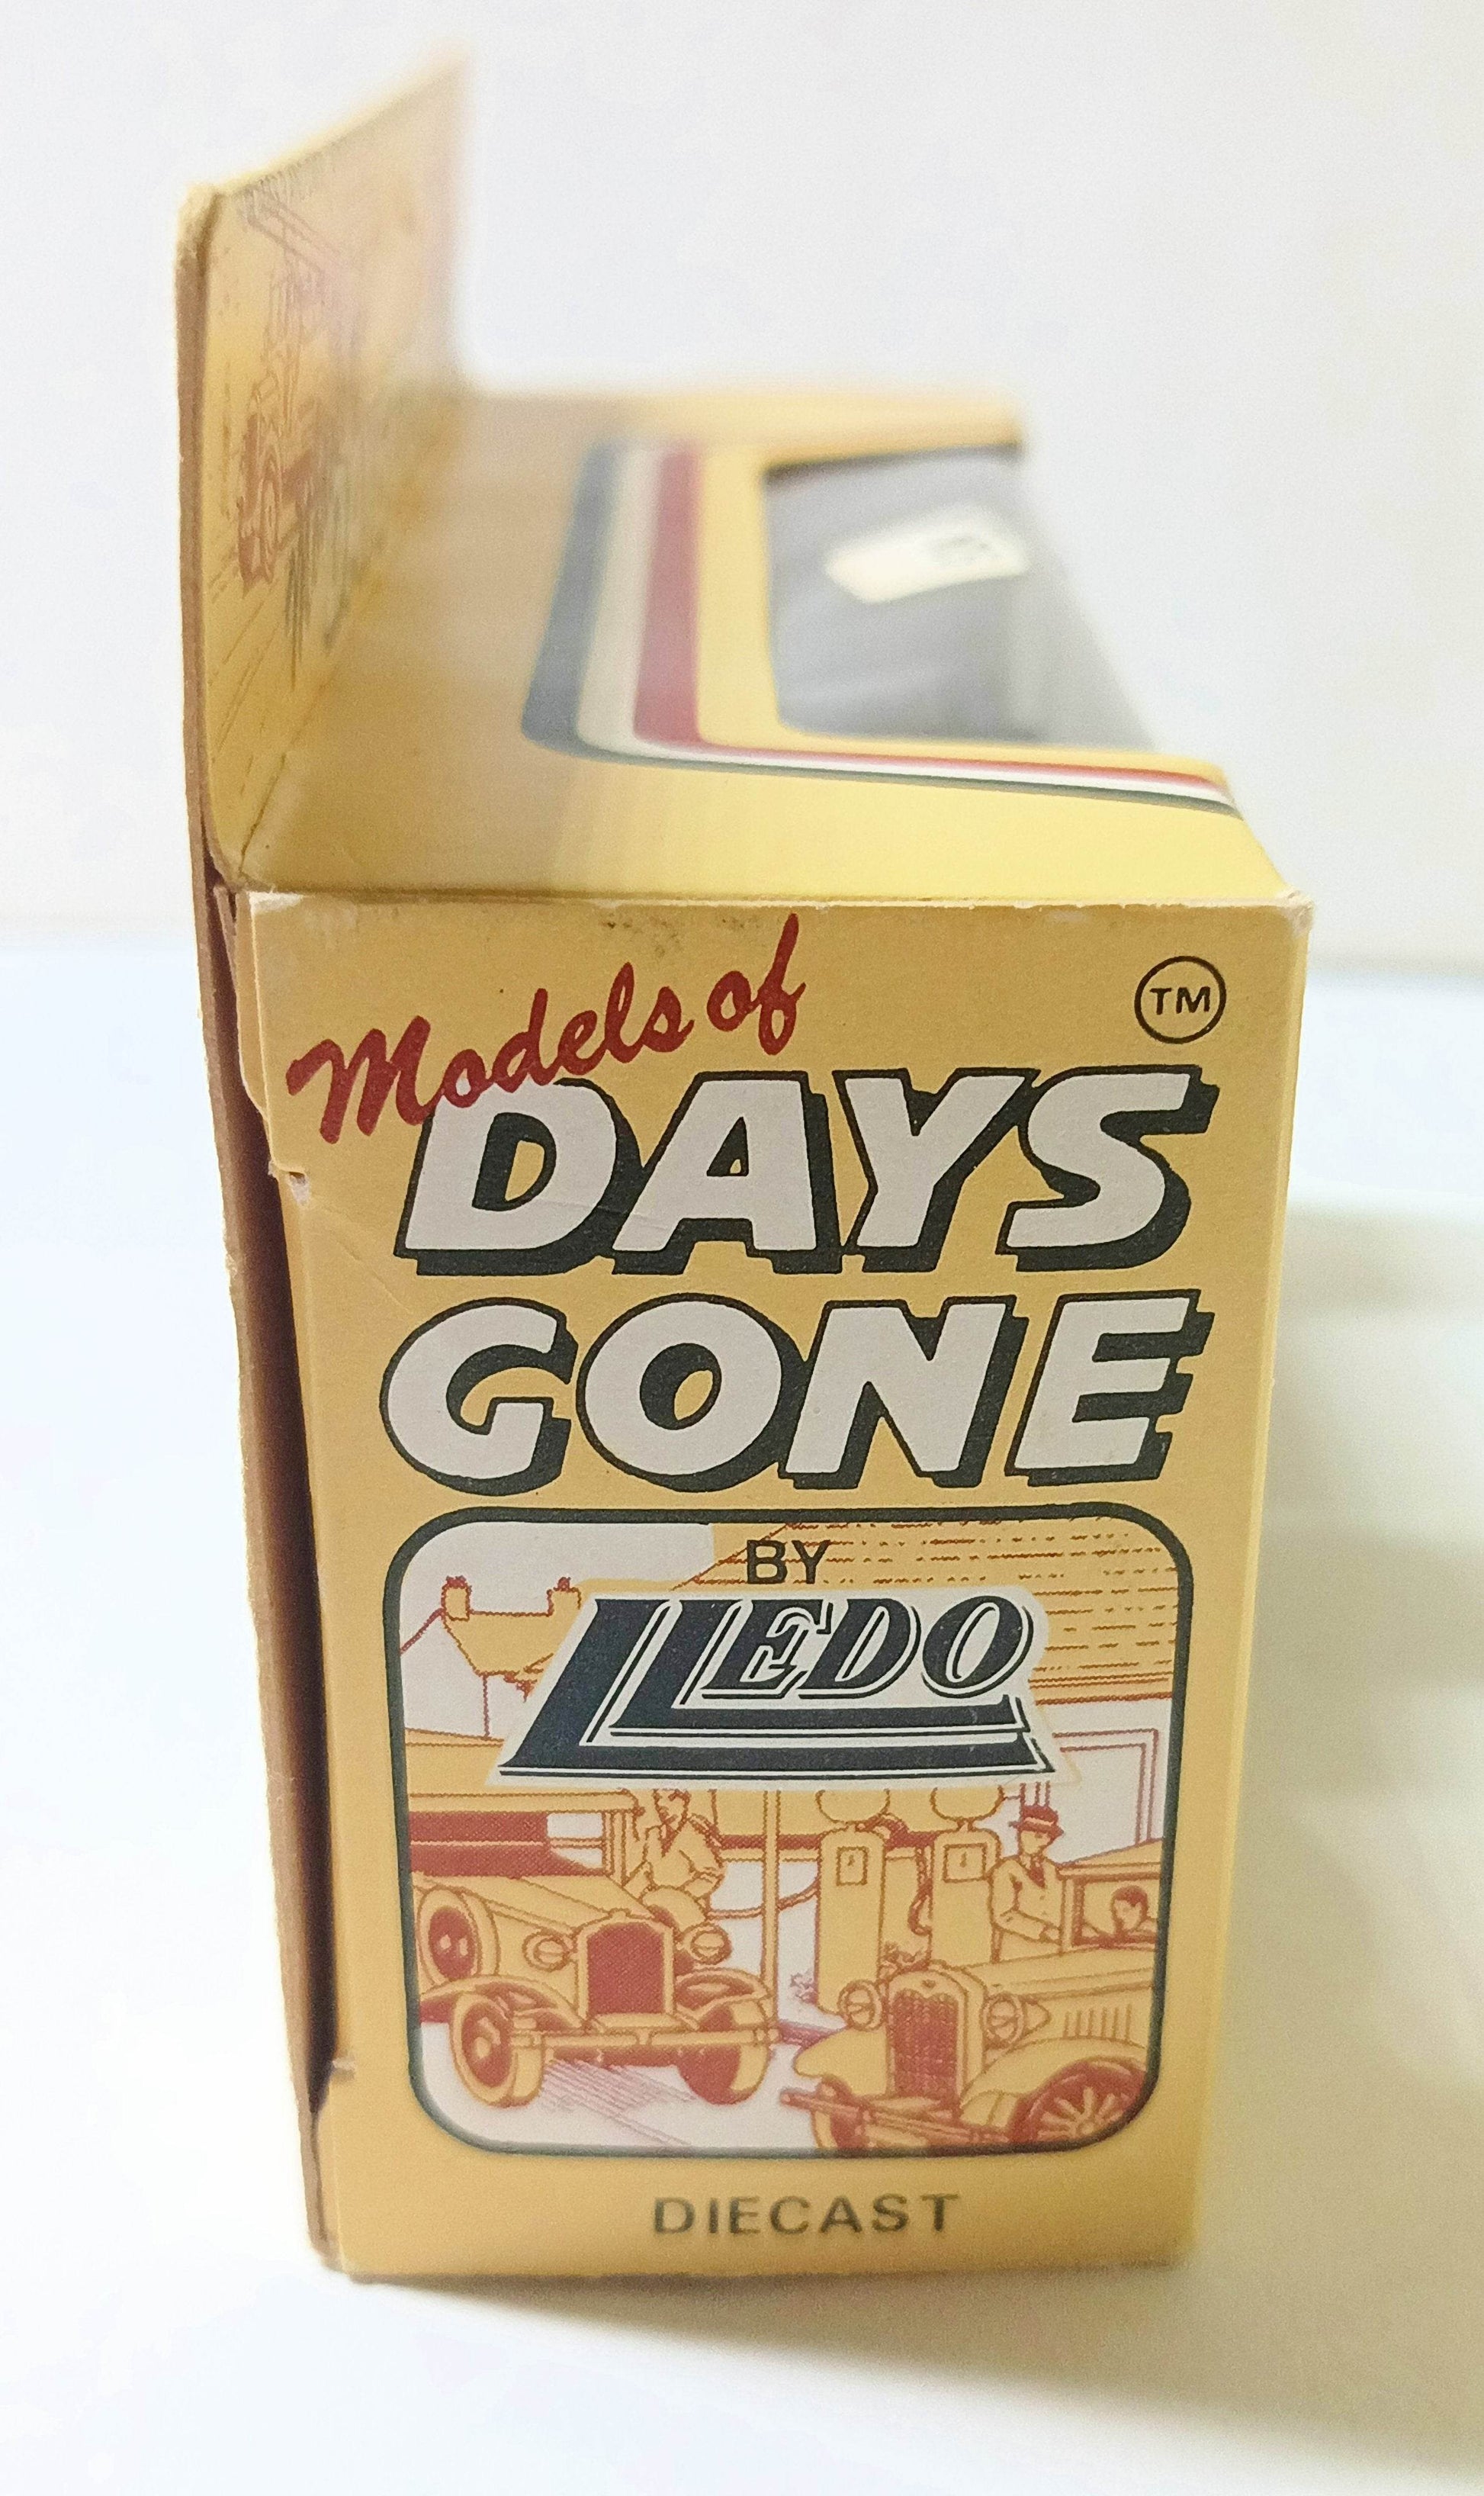 Models of
TM
DAYS
GONE
BY
LLEDO
DIECAST